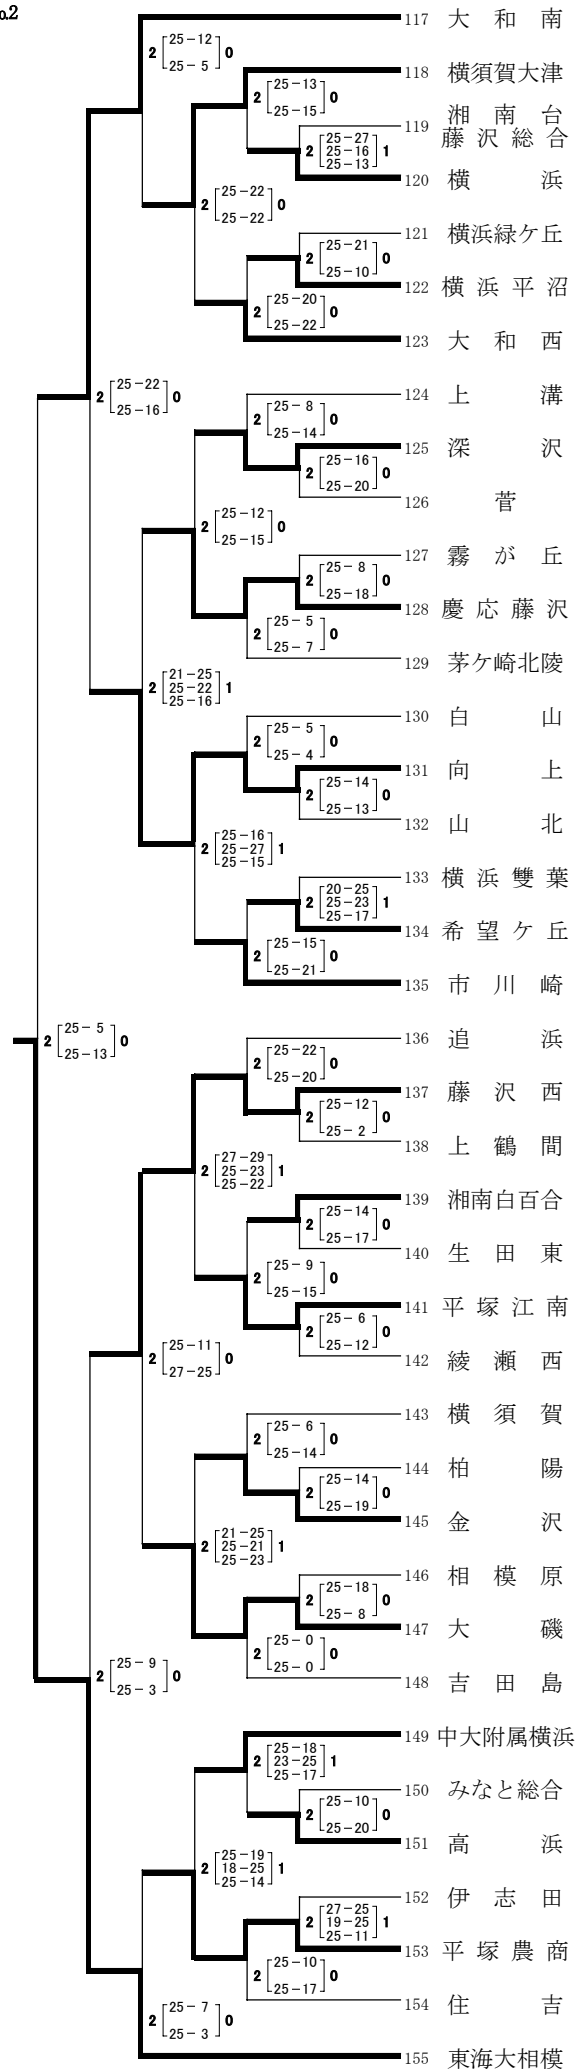 o.2
117 大和南
2 [25-12 25-5] 0
118 横須賀大津
2 [25-13 25-15] 0
119 湘南台藤沢総合
2 [25-27 25-16 25-13] 1
120 横浜
2 [25-22 25-22] 0
121 横浜緑ケ丘
2 [25-21 25-10] 0
122 横浜平沼
2 [25-20 25-22] 0
123 大和西
2 [25-22 25-16] 0
124 上溝
2 [25-8 25-14] 0
125 深沢
2 [25-16 25-20] 0
126 菅
2 [25-12 25-15] 0
127 霧が丘
2 [25-8 25-18] 0
128 慶応藤沢
2 [25-5 25-7] 0
129 茅ケ崎北陵
2 [21-25 25-22 25-16] 1
130 白山
2 [25-5 25-4] 0
131 向上
2 [25-14 25-13] 0
132 山北
2 [25-16 25-27 25-15] 1
133 横浜雙葉
2 [20-25 25-23 25-17] 1
134 希望ケ丘
2 [25-15 25-21] 0
135 市川崎
2 [25-5 25-13] 0
136 追浜
2 [25-22 25-20] 0
137 藤沢西
2 [25-12 25-2] 0
138 上鶴間
2 [27-29 25-23 25-22] 1
139 湘南白百合
2 [25-14 25-17] 0
140 生田東
2 [25-9 25-15] 0
141 平塚江南
2 [25-6 25-12] 0
142 綾瀬西
2 [25-11 27-25] 0
143 横須賀
2 [25-6 25-14] 0
144 柏陽
2 [25-14 25-19] 0
145 金沢
2 [21-25 25-21 25-23] 1
146 相模原
2 [25-18 25-8] 0
147 大磯
2 [25-0 25-0] 0
148 吉田島
2 [25-9 25-3] 0
149 中大附属横浜
2 [25-18 23-25 25-17] 1
150 みなと総合
2 [25-10 25-20] 0
151 高浜
2 [25-19 18-25 25-14] 1
152 伊志田
2 [27-25 19-25 25-11] 1
153 平塚農商
2 [25-10 25-17] 0
154 住吉
2 [25-7 25-3] 0
155 東海大相模